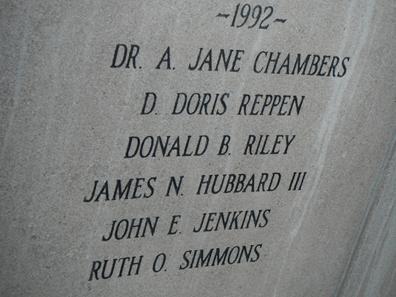 ~1992~
DR. A. JANE CHAMBERS
D. DORIS REPPEN
DONALD B. RILEY
JAMES N. HUBBARD III
JOHN E. JENKINS
RUTH O. SIMMONS